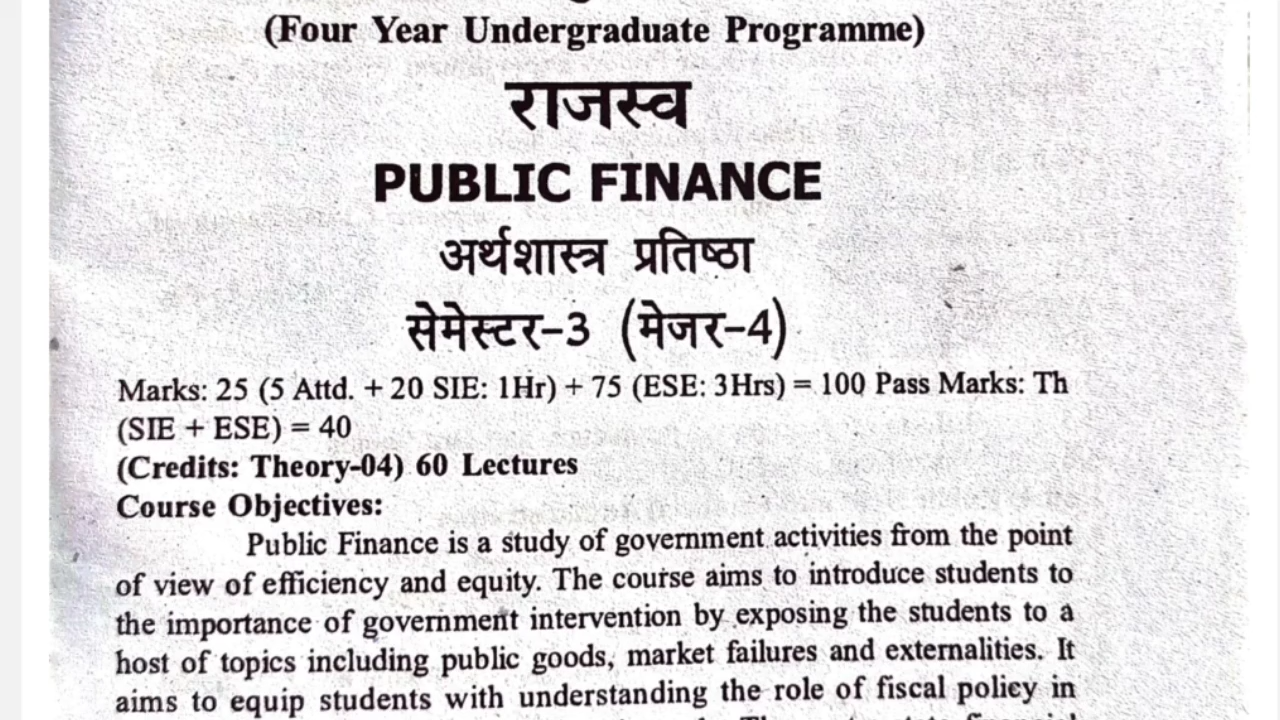 (Four Year Undergraduate Programme)
राजस्व
PUBLIC FINANCE
अर्थशास्त्र प्रतिष्ठा
सेमेस्टर-3 (मेजर-4)
Marks: 25 (5 Attd. + 20 SIE: 1Hr) + 75 (ESE: 3Hrs) = 100 Pass Marks: Th
(SIE + ESE) = 40
(Credits: Theory-04) 60 Lectures
Course Objectives:
Public Finance is a study of government activities from the point
of view of efficiency and equity. The course aims to introduce students to
the importance of government intervention by exposing the students to a
host of topics including public goods, market failures and externalities. It
aims to equip students with understanding the role of fiscal policy in